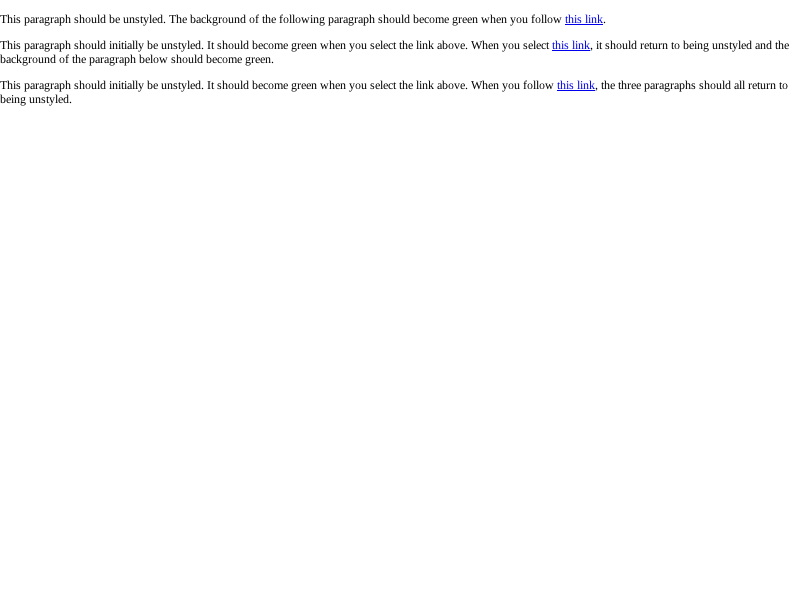 This paragraph should be unstyled. The background of the following paragraph should become green when you follow this link.
This paragraph should initially be unstyled. It should become green when you select the link above. When you select this link, it should return to being unstyled and the
background of the paragraph below should become green.
This paragraph should initially be unstyled. It should become green when you select the link above. When you follow this link, the three paragraphs should all return to
being unstyled.